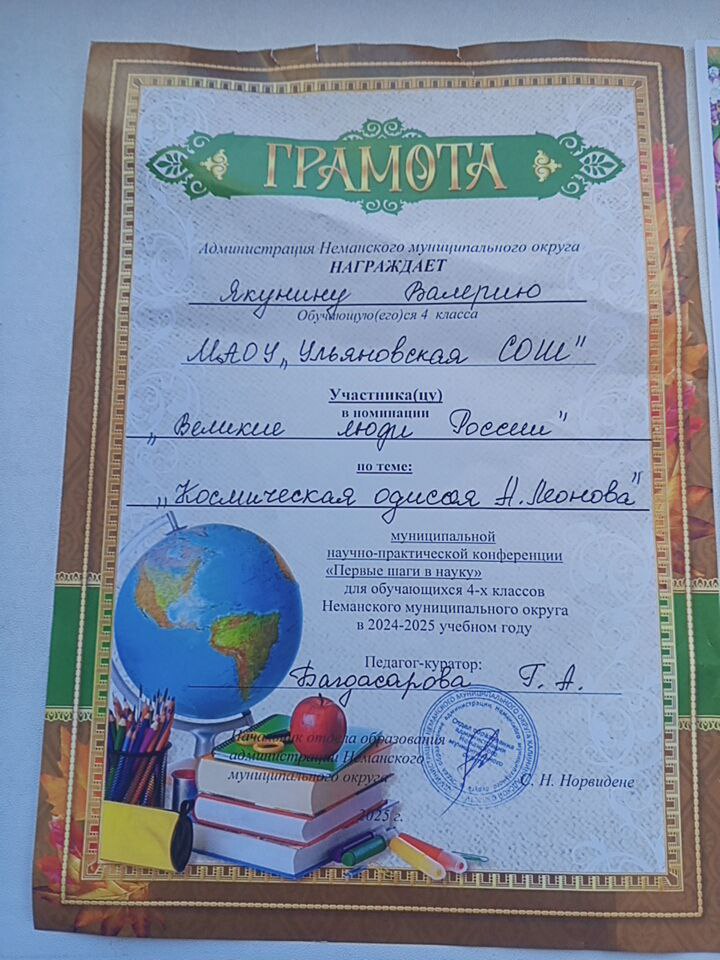 ГРАМОТА
Администрация Неманского муниципального округа
НАГРАЖДАЕТ
Якунину Валерию
Обучающую(его)ся 4 класса
МАОУ „Ульяновская СОШ"
Участника(цу)
в номинации
„Великие люди России"
по теме:
„Космическая одиссея А. Леонова"
муниципальной
научно-практической конференции
«Первые шаги в науку»
для обучающихся 4-х классов
Неманского муниципального округа
в 2024-2025 учебном году
Педагог-куратор:
Багдасарова Г. А.
Начальник отдела образования
администрации Неманского
муниципального округа
С. Н. Норвидене
2025 г.